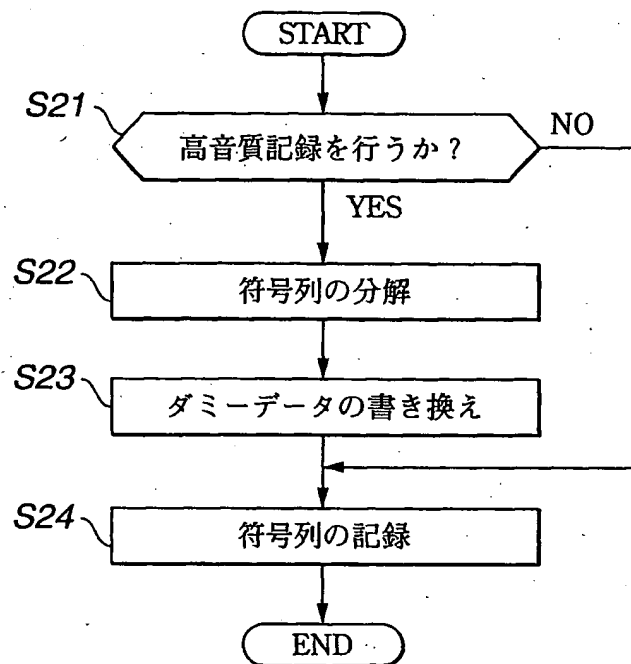 START
S21
高音質記録を行うか？
NO
YES
S22
符号列の分解
S23
ダミーデータの書き換え
S24
符号列の記録
END